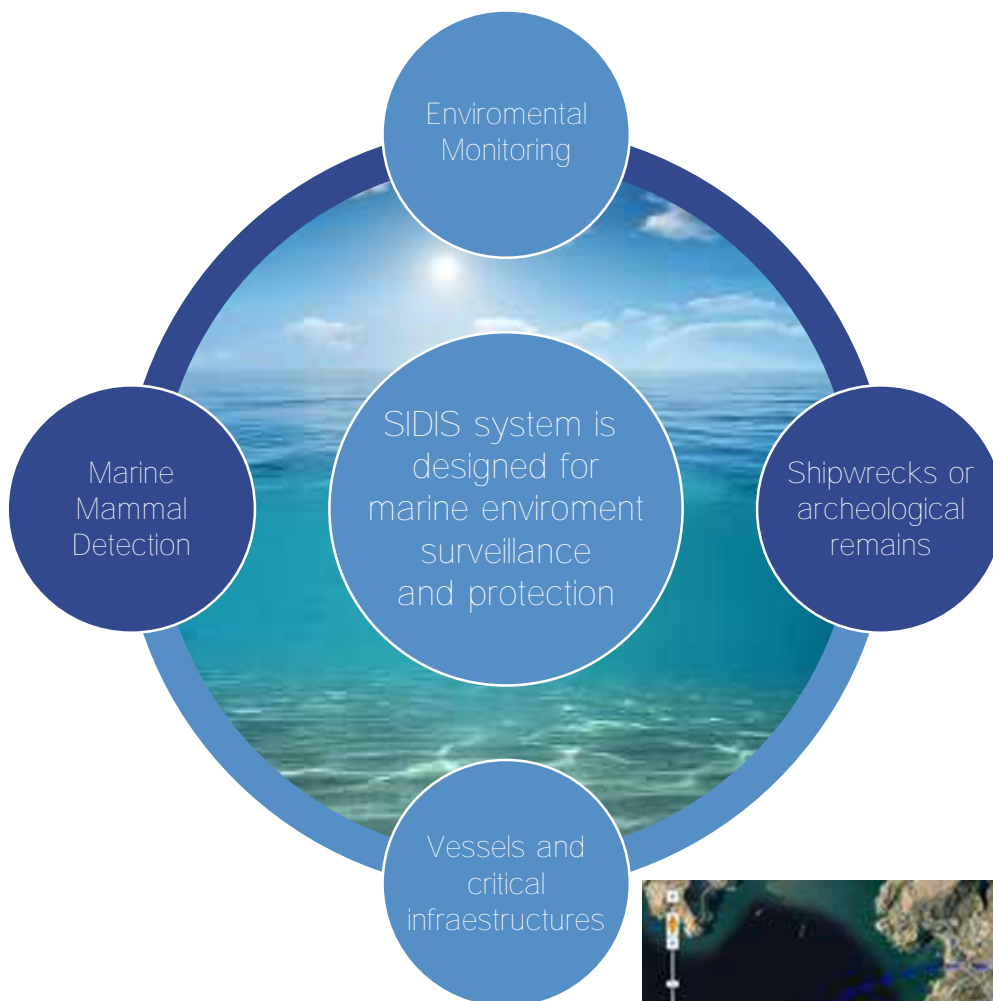 Enviromental
Monitoring
SIDIS system is
designed for
marine enviroment
surveillance
and protection
Marine
Mammal
Detection
Shipwrecks or
archeological
remains
Vessels and
critical
infraestructures